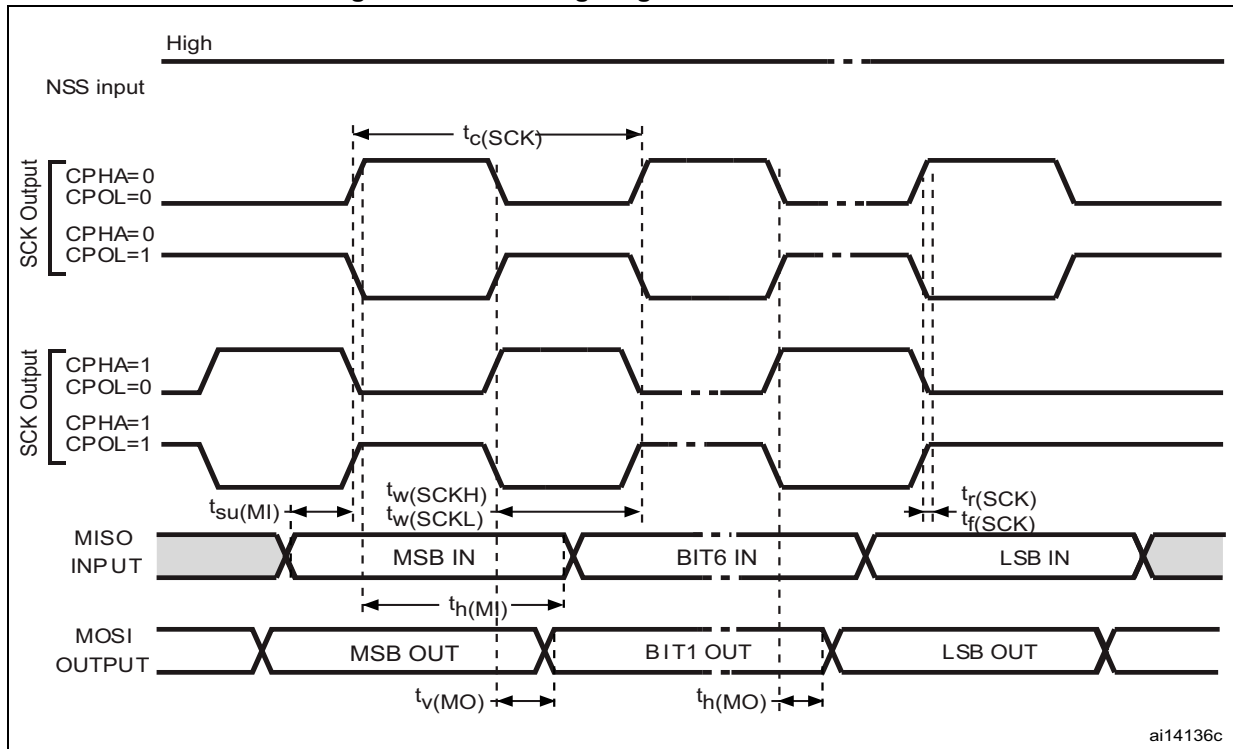 High
NSS input
tc(SCK)
SCK Output
CPHA=0
CPOL=0
CPHA=0
CPOL=1
SCK Output
CPHA=1
CPOL=0
CPHA=1
CPOL=1
tsu(MI)
tw(SCKH)
tw(SCKL)
tr(SCK)
tf(SCK)
MISO
INPUT
MSB IN
BIT6 IN
LSB IN
th(MI)
MOSI
OUTPUT
MSB OUT
BIT1 OUT
LSB OUT
tv(MO)
th(MO)
ai14136c